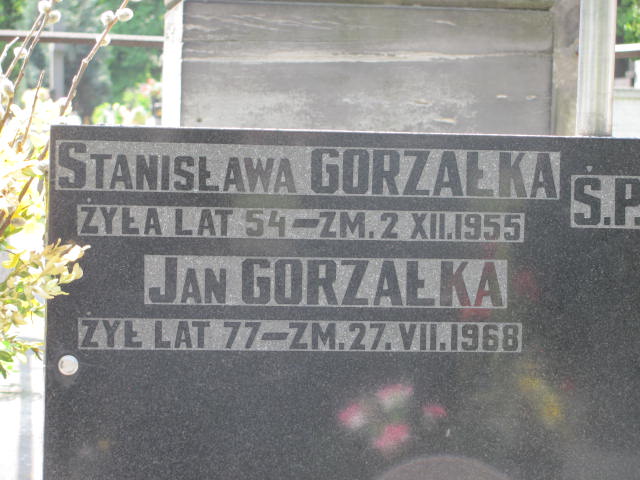 STANISŁAWA GORZAŁKA
ŻYŁA LAT 54-ZM. 2 XII.1955
JAN GORZAŁKA
ŻYŁ LAT 77-ZM. 27. VII. 1968
Ś.P.